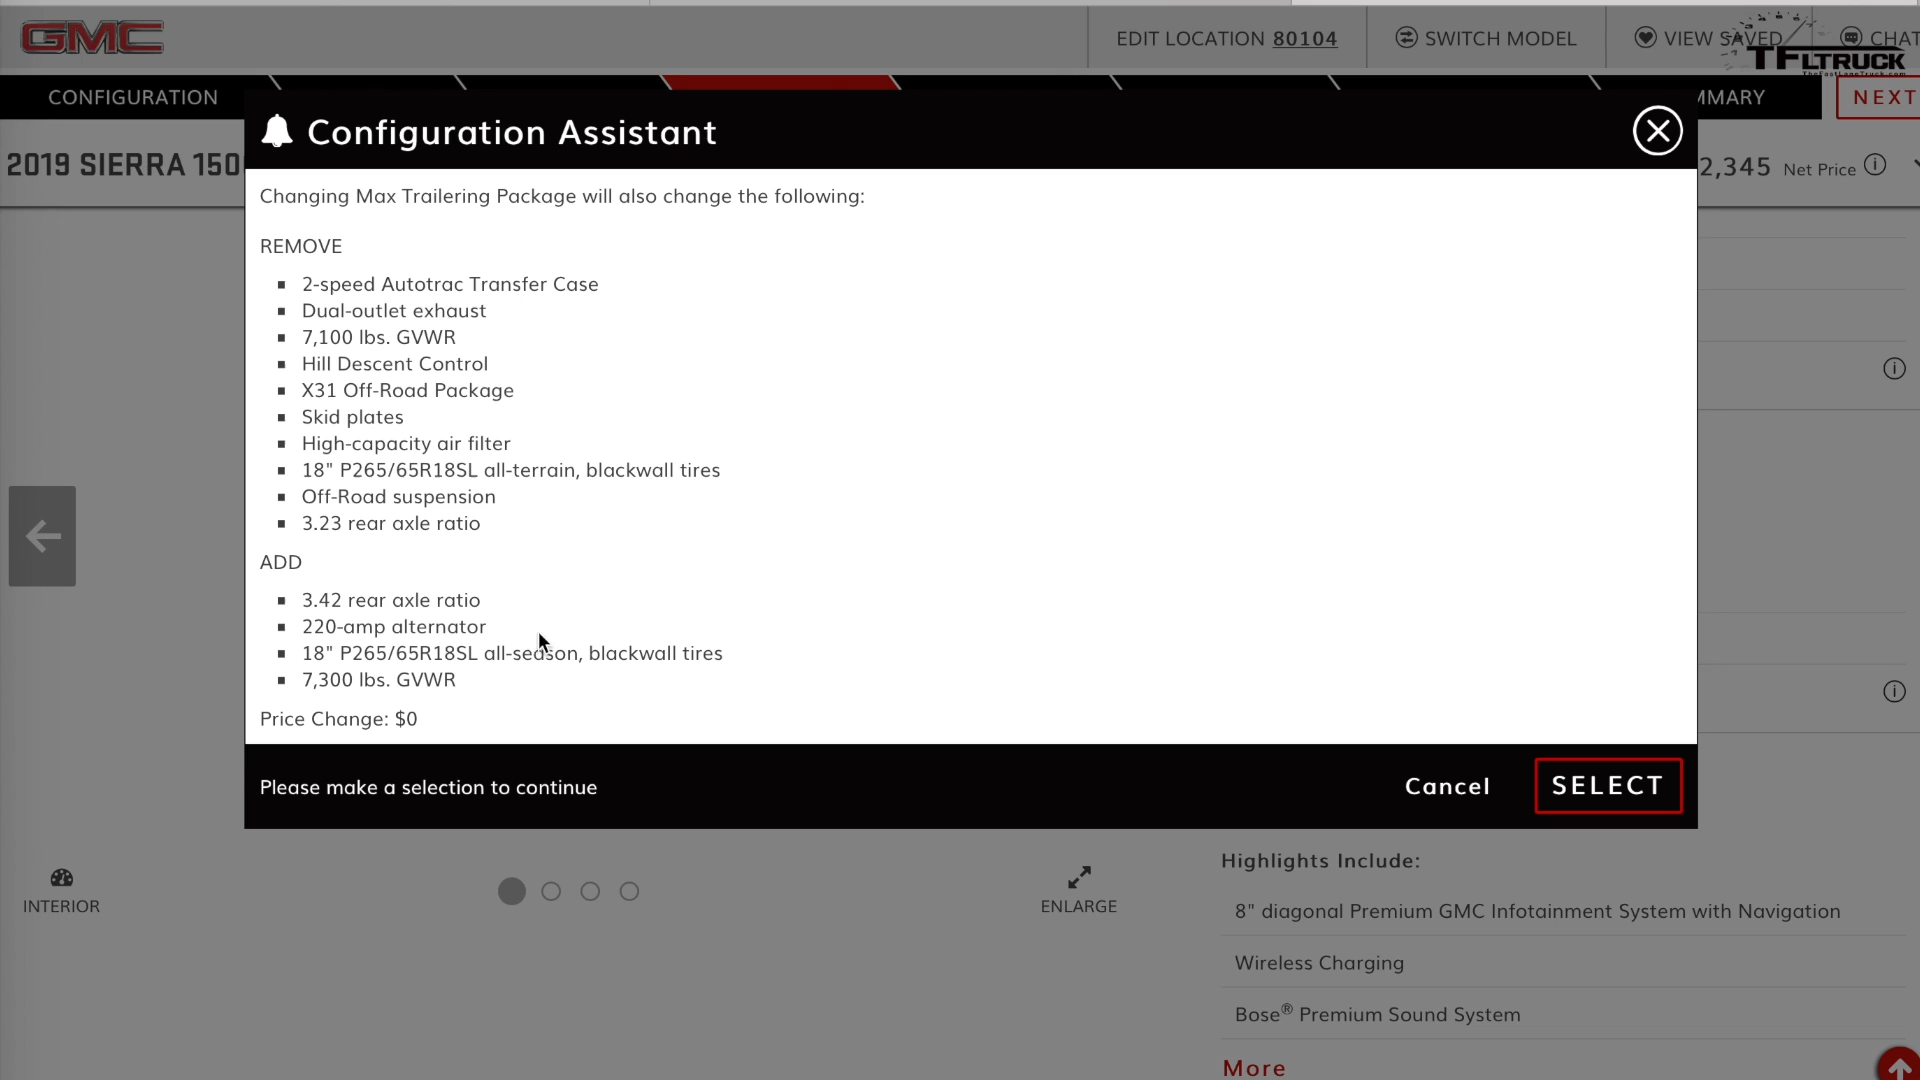 GMC
EDIT LOCATION 80104
SWITCH MODEL
VIEW SAVED
CHAT
TFLTRUCK
TheFastLaneTruck.com
CONFIGURATION
MMARY
NEXT
2019 SIERRA 150
2,345 Net Price
Configuration Assistant
Changing Max Trailering Package will also change the following:
REMOVE
2-speed Autotrac Transfer Case
Dual-outlet exhaust
7,100 lbs. GVWR
Hill Descent Control
X31 Off-Road Package
Skid plates
High-capacity air filter
18" P265/65R18SL all-terrain, blackwall tires
Off-Road suspension
3.23 rear axle ratio
ADD
3.42 rear axle ratio
220-amp alternator
18" P265/65R18SL all-season, blackwall tires
7,300 lbs. GVWR
Price Change: $0
Please make a selection to continue
Cancel
SELECT
INTERIOR
ENLARGE
Highlights Include:
8" diagonal Premium GMC Infotainment System with Navigation
Wireless Charging
Bose® Premium Sound System
More